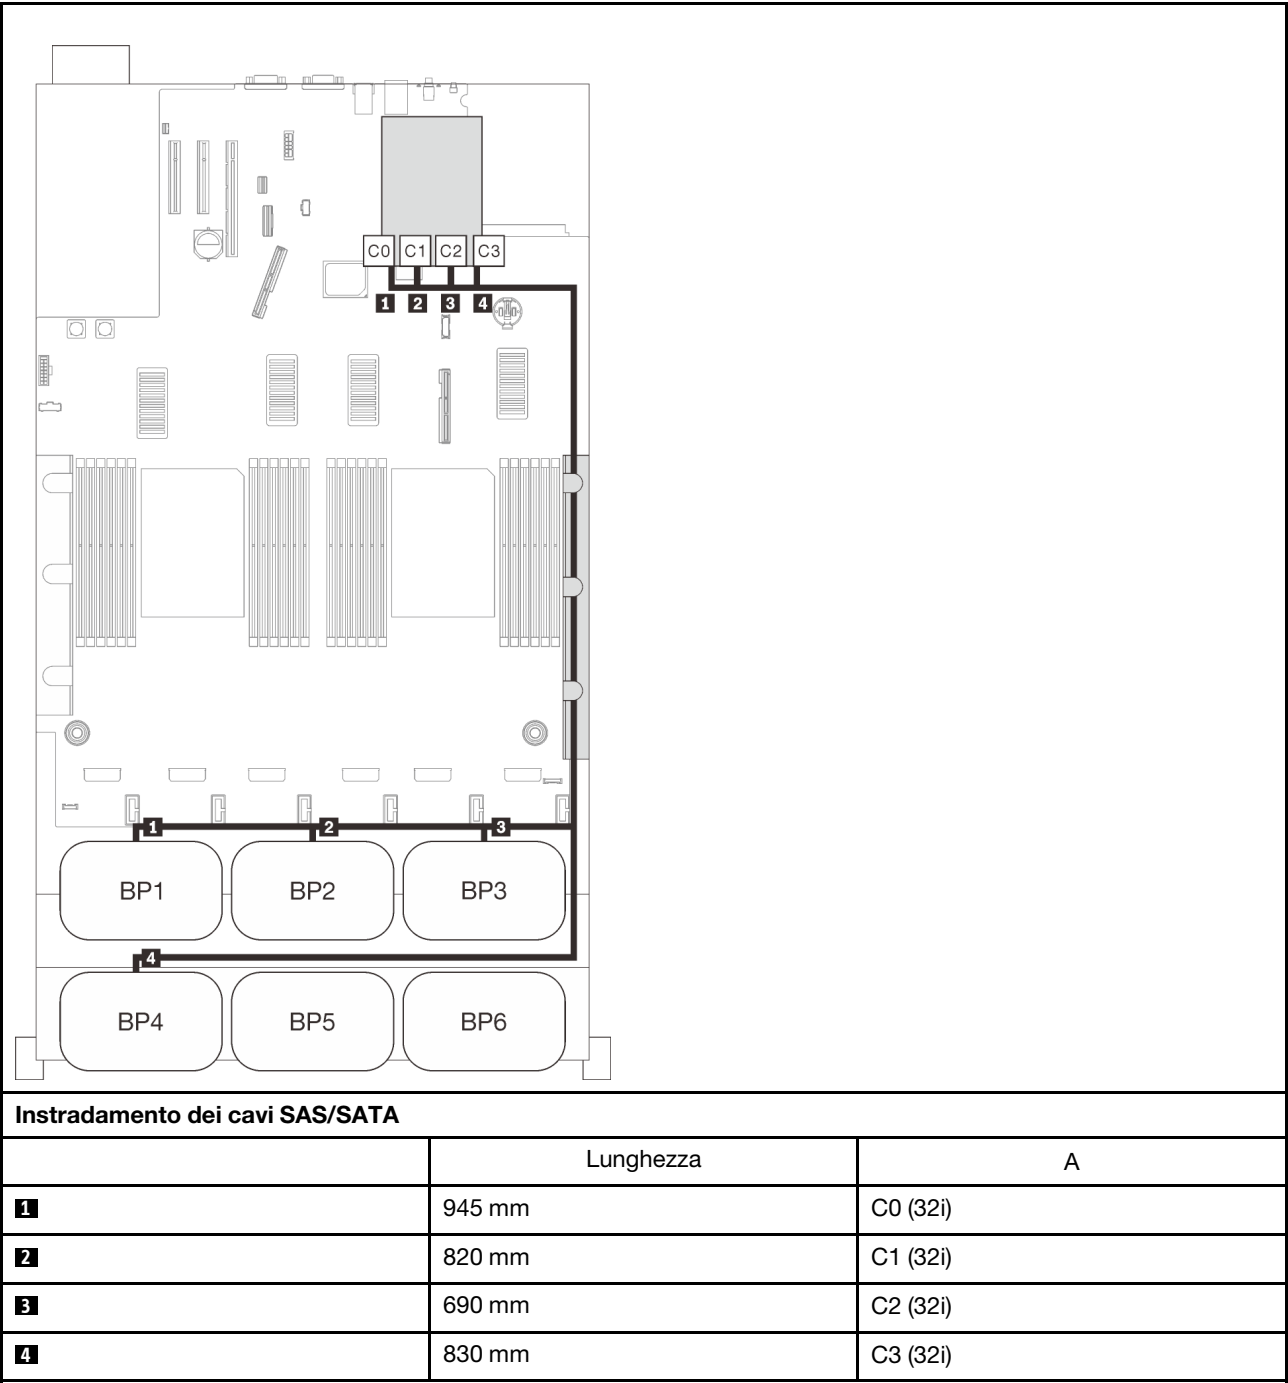 C0 C1 C2 C3
1 2 3 4
1 2 3
BP1 BP2 BP3
4
BP4 BP5 BP6
Instradamento dei cavi SAS/SATA
Lunghezza A
1 945 mm C0 (32i)
2 820 mm C1 (32i)
3 690 mm C2 (32i)
4 830 mm C3 (32i)